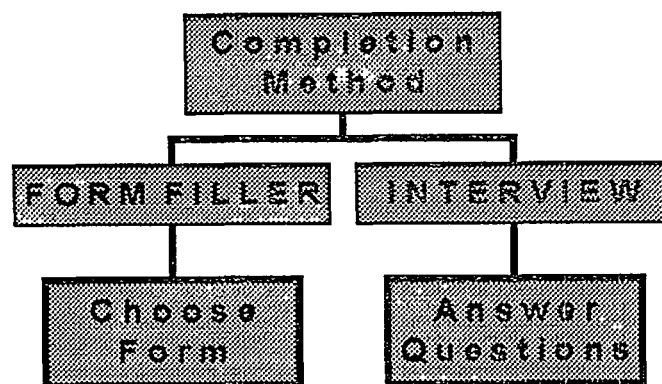 Completion
Method
FORM FILLER
INTERVIEW
Choose
Form
Answer
Questions